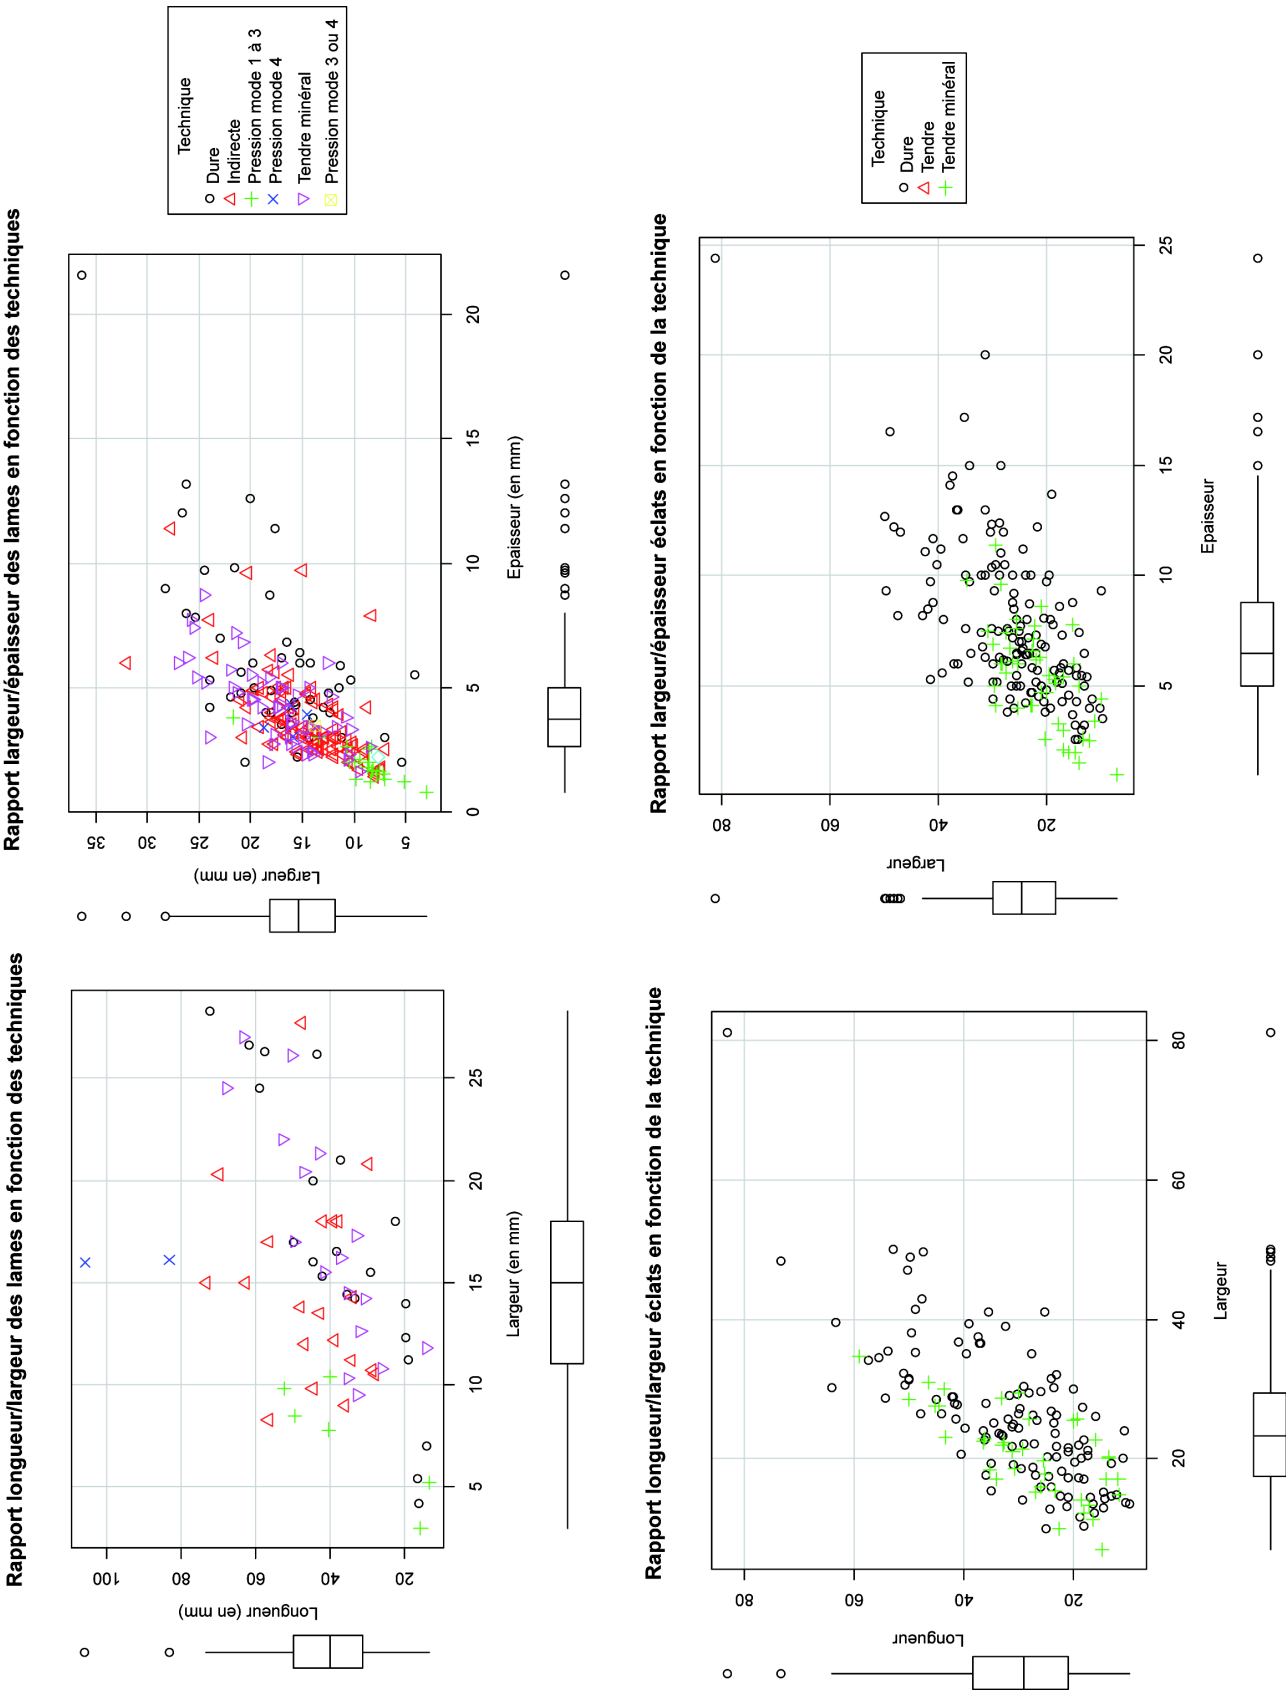 Rapport longueur/largeur des lames en fonction des techniques
100
80
60
40
20
Longueur (en mm)
5
10
15
20
25
Largeur (en mm)
Rapport largeur/épaisseur des lames en fonction des techniques
35
30
25
20
15
10
5
Largeur (en mm)
0
5
10
15
20
Epaisseur (en mm)
Technique
Dure
Indirecte
Pression mode 1 à 3
Pression mode 4
Tendre minéral
Pression mode 3 ou 4
Rapport longueur/largeur éclats en fonction de la technique
80
60
40
20
Longueur
20
40
60
80
Largeur
Rapport largeur/épaisseur éclats en fonction de la technique
80
60
40
20
Largeur
5
10
15
20
25
Epaisseur
Technique
Dure
Tendre
Tendre minéral